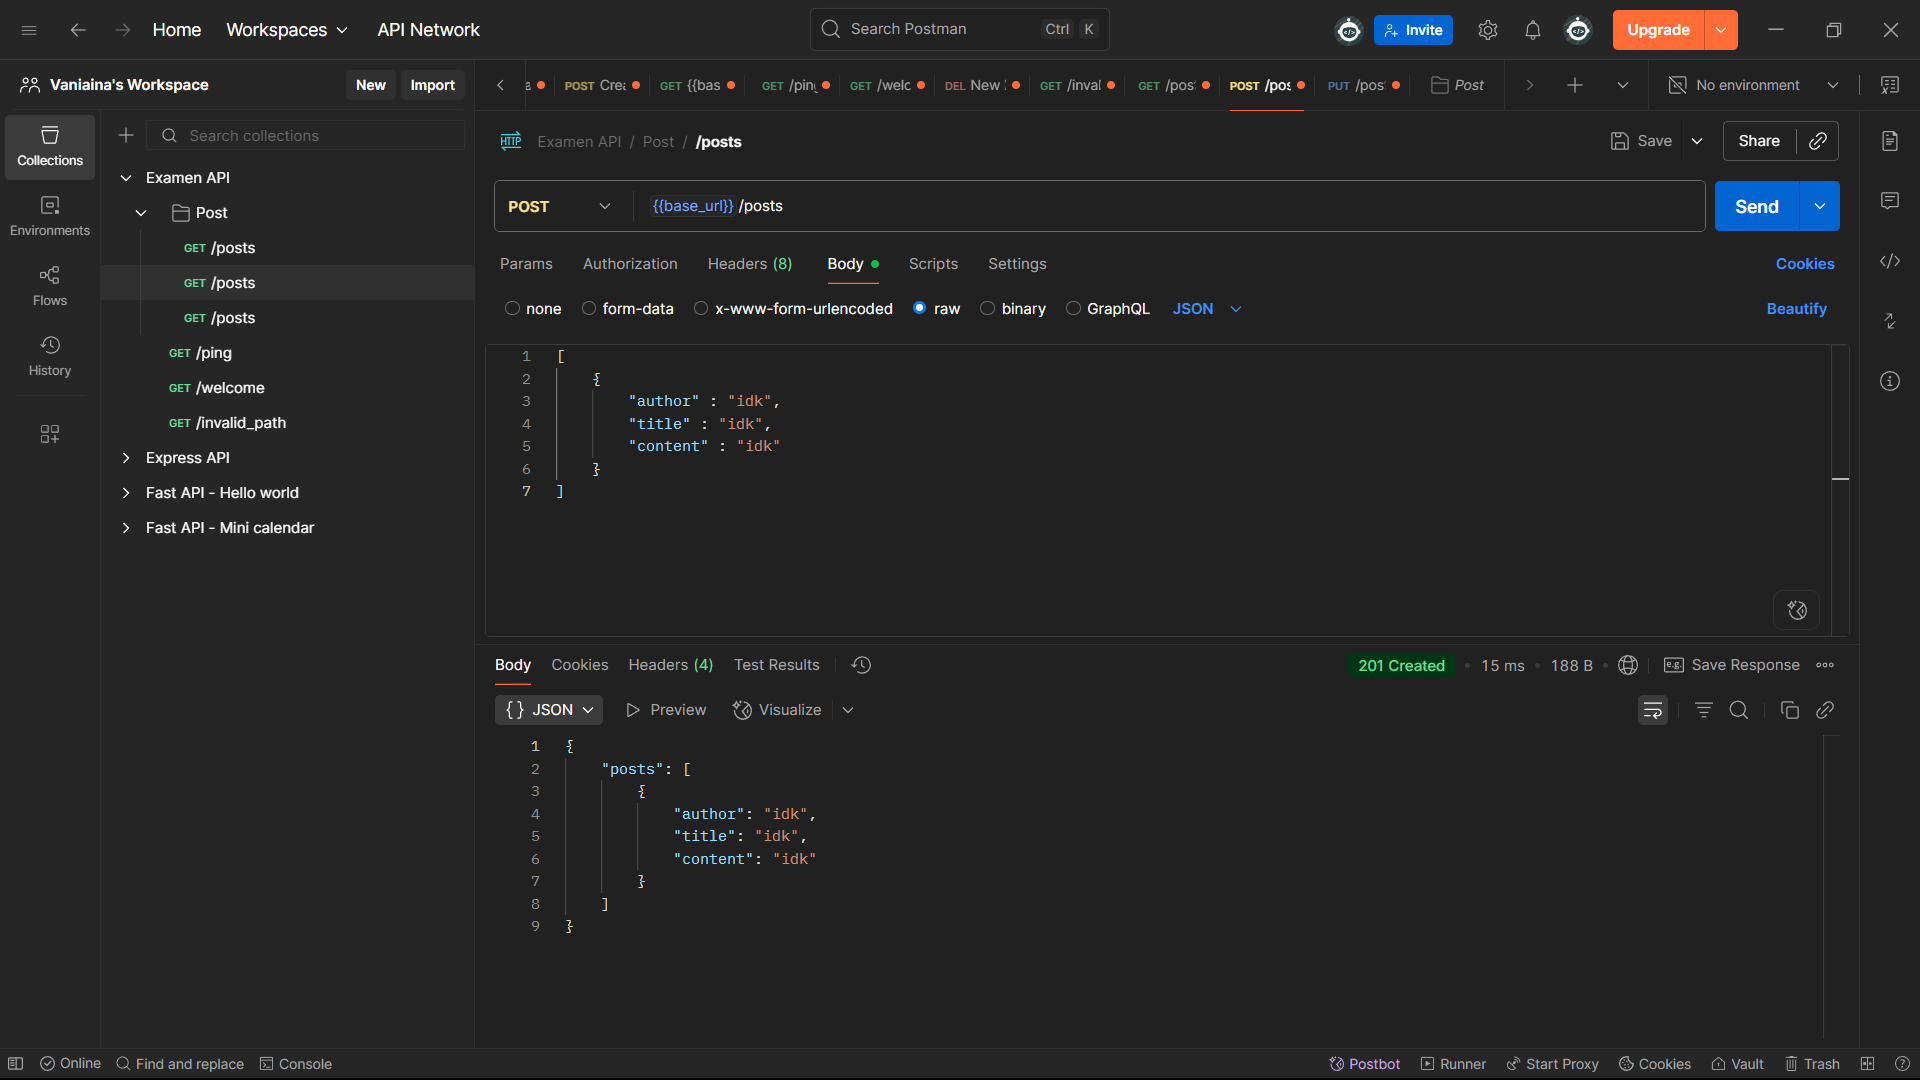 Home Workspaces API Network Search Postman Ctrl K Invite Upgrade
Vaniaina's Workspace New Import
POST Crea GET {{bas GET /pin GET /welc DEL New GET /inval GET /pos POST /pos PUT /pos Post No environment
Collections
Environments
Flows
History
Search collections
Examen API
Post
GET /posts
GET /posts
GET /posts
GET /ping
GET /welcome
GET /invalid_path
Express API
Fast API - Hello world
Fast API - Mini calendar
HTTP Examen API / Post / /posts Save Share
POST {{base_url}} /posts Send
Params Authorization Headers (8) Body Scripts Settings Cookies
none form-data x-www-form-urlencoded raw binary GraphQL JSON Beautify
1 [
2 {
3 "author" : "idk",
4 "title" : "idk",
5 "content" : "idk"
6 }
7 ]
Body Cookies Headers (4) Test Results 201 Created 15 ms 188 B e.g. Save Response
{} JSON Preview Visualize
1 {
2 "posts": [
3 {
4 "author": "idk",
5 "title": "idk",
6 "content": "idk"
7 }
8 ]
9 }
Online Find and replace Console Postbot Runner Start Proxy Cookies Vault Trash